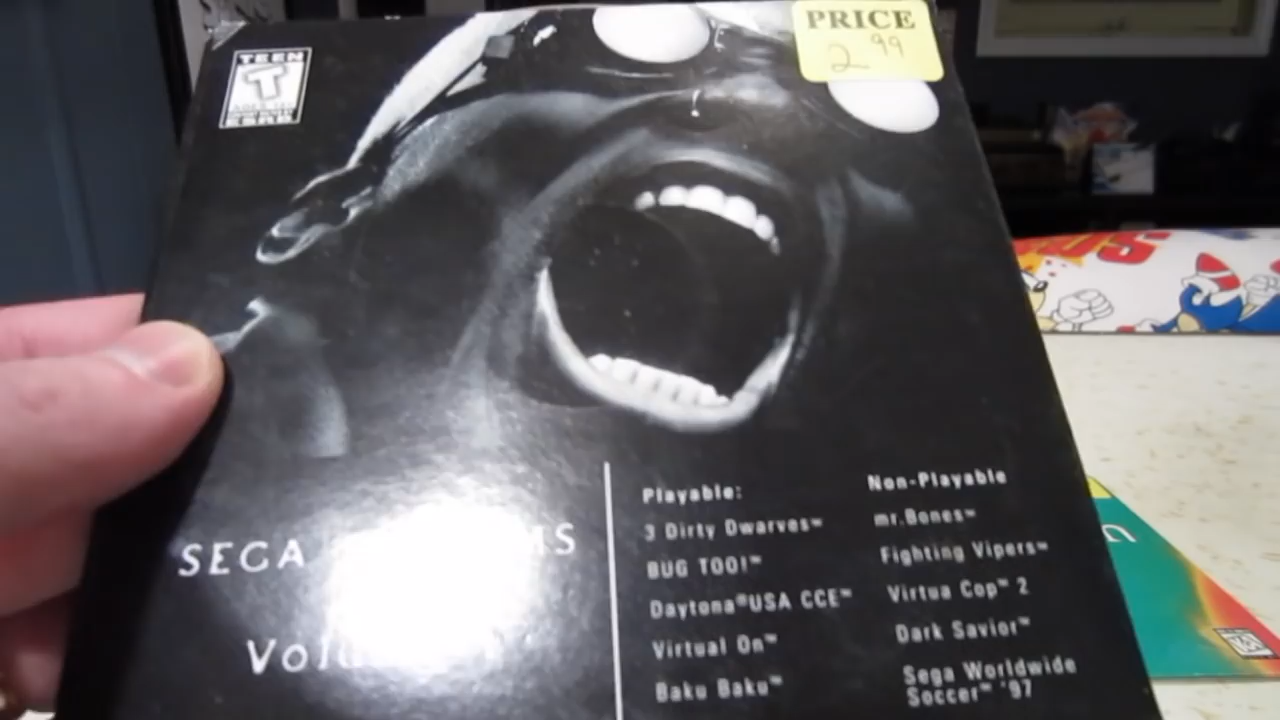 PRICE
2 99
TEEN
T
ESRB
SEGA
Playable:
3 Dirty Dwarves™
BUG TOO!™
Daytona®USA CCE™
Virtual On™
Baku Baku™
Non-Playable
mr.Bones™
Fighting Vipers™
Virtua Cop™ 2
Dark Savior™
Sega Worldwide
Soccer™ '97